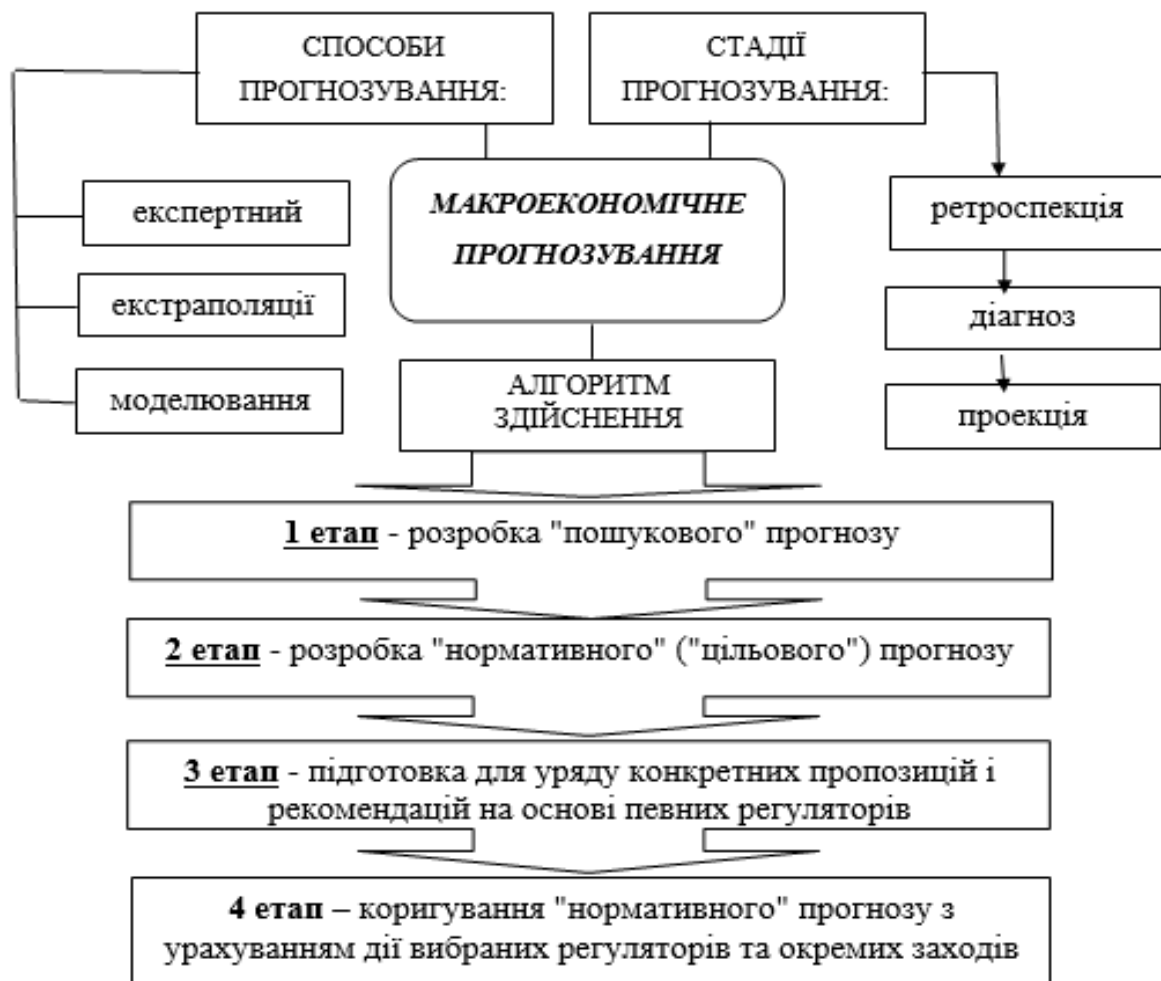 СПОСОБИ
ПРОГНОЗУВАННЯ:
СТАДІЇ
ПРОГНОЗУВАННЯ:
МАКРОЕКОНОМІЧНЕ
ПРОГНОЗУВАННЯ
експертний
екстраполяції
моделювання
ретроспекція
діагноз
проекція
АЛГОРИТМ
ЗДІЙСНЕННЯ
1 етап - розробка "пошукового" прогнозу
2 етап - розробка "нормативного" ("цільового") прогнозу
3 етап - підготовка для уряду конкретних пропозицій і
рекомендацій на основі певних регуляторів
4 етап – коригування "нормативного" прогнозу з
урахуванням дії вибраних регуляторів та окремих заходів